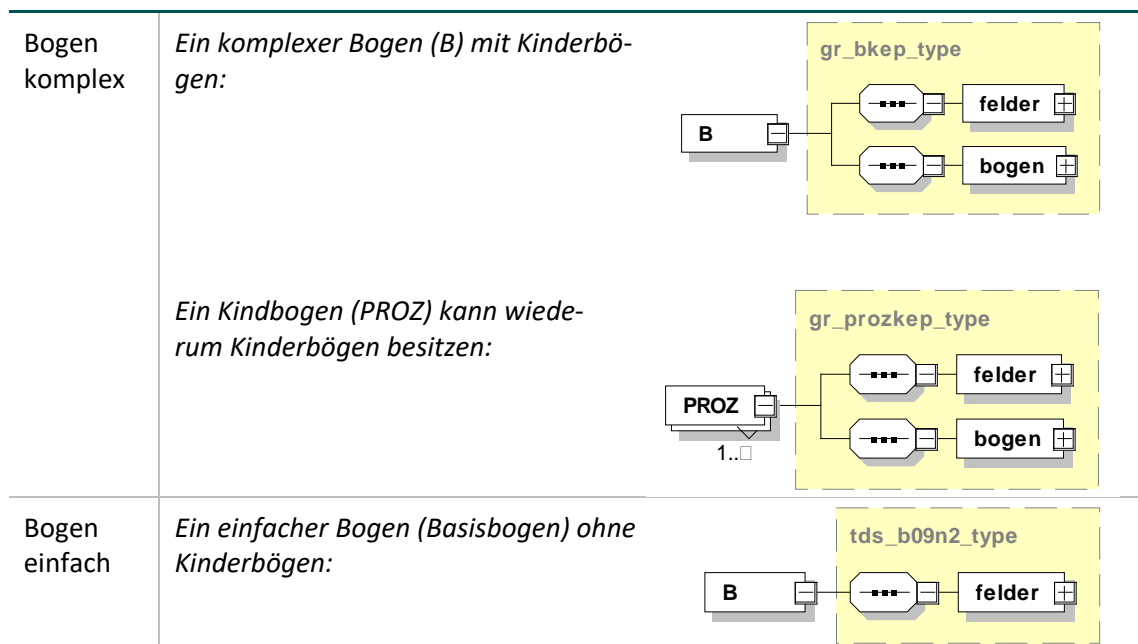 Bogen
komplex
Ein komplexer Bogen (B) mit Kinderbö-
gen:
gr_bkep_type
felder
B
bogen
Ein Kindbogen (PROZ) kann wiede-
rum Kinderbögen besitzen:
gr_prozkep_type
felder
PROZ
bogen
1..□
Bogen
einfach
Ein einfacher Bogen (Basisbogen) ohne
Kinderbögen:
tds_b09n2_type
B
felder